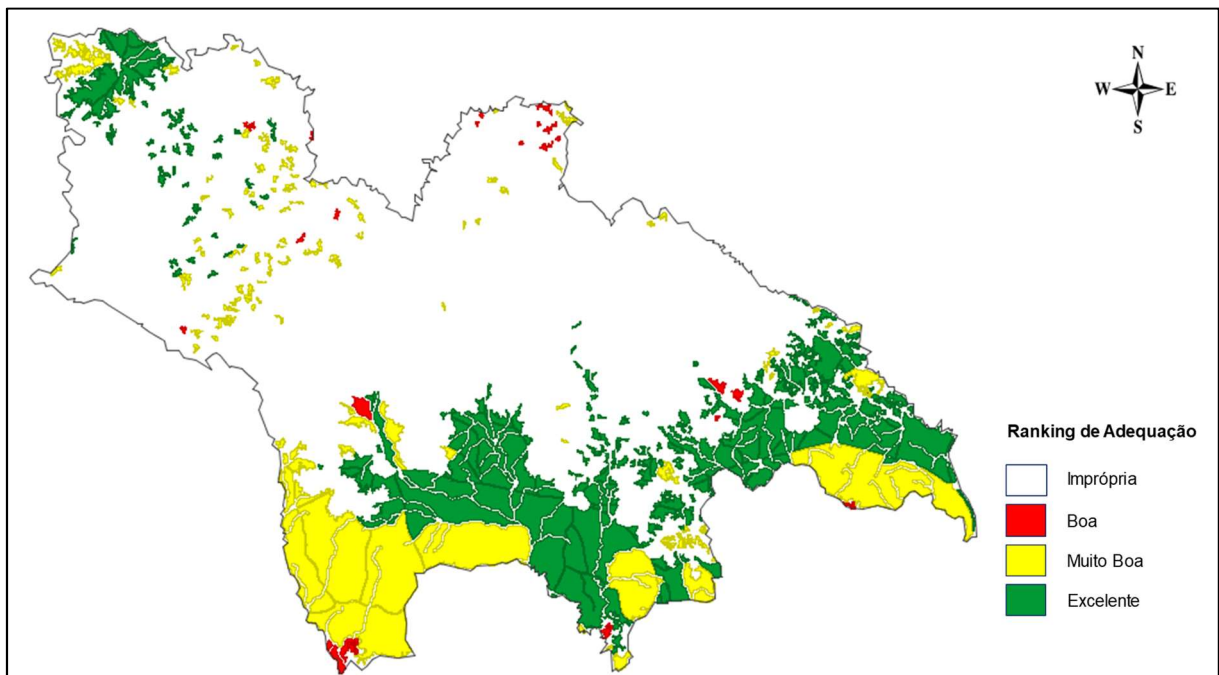 N
W E
S
Ranking de Adequação
Imprópria
Boa
Muito Boa
Excelente